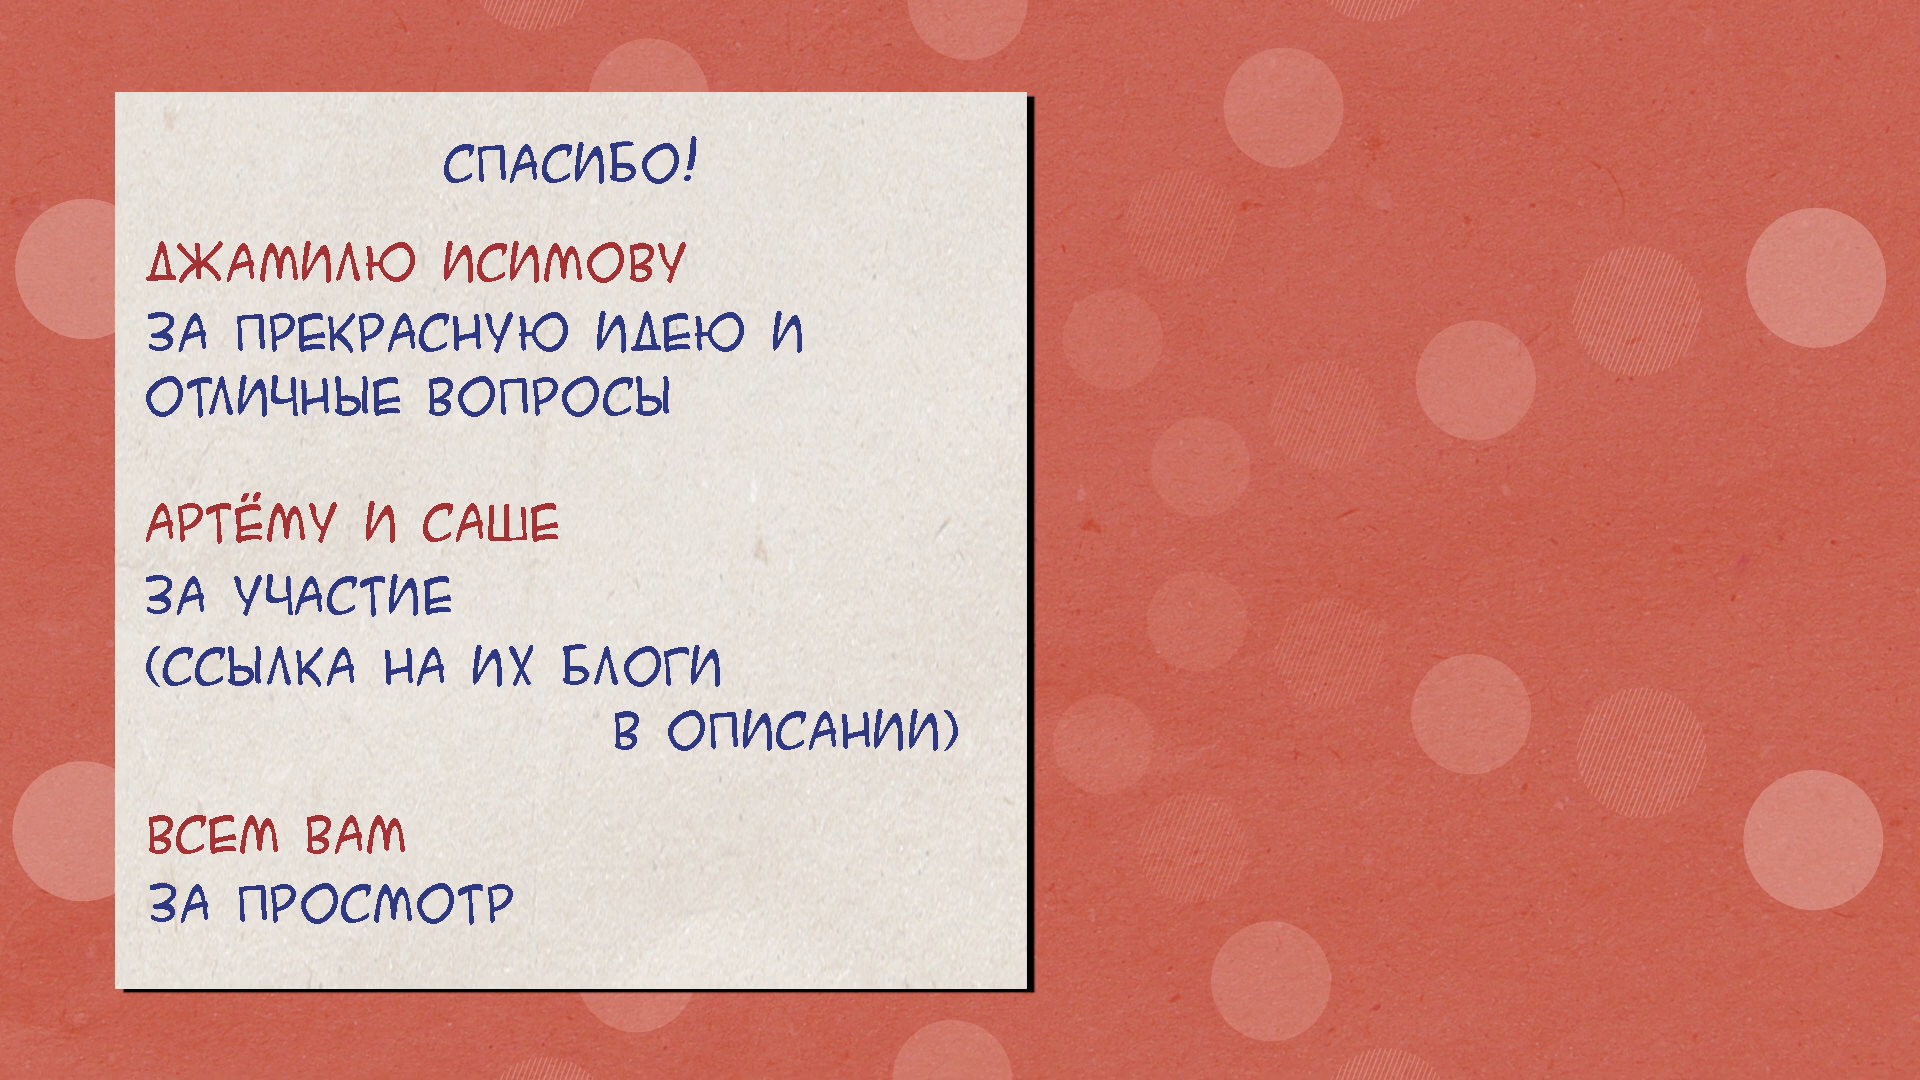 СПАСИБО!
ДЖАМИЛЮ ИСИМОВУ
ЗА ПРЕКРАСНУЮ ИДЕЮ И
ОТЛИЧНЫЕ ВОПРОСЫ
АРТЁМУ И САШЕ
ЗА УЧАСТИЕ
(ССЫЛКА НА ИХ БЛОГИ
В ОПИСАНИИ)
ВСЕМ ВАМ
ЗА ПРОСМОТР